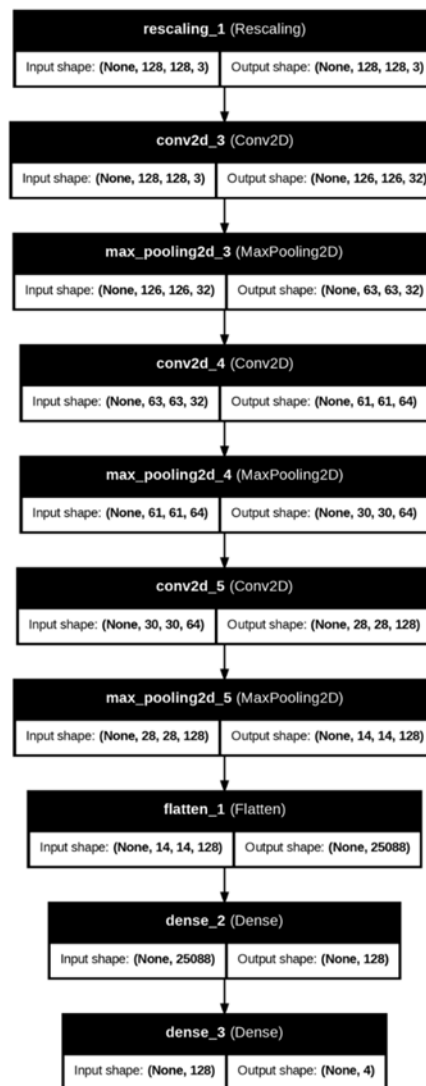 rescaling_1 (Rescaling)
Input shape: (None, 128, 128, 3) Output shape: (None, 128, 128, 3)
conv2d_3 (Conv2D)
Input shape: (None, 128, 128, 3) Output shape: (None, 126, 126, 32)
max_pooling2d_3 (MaxPooling2D)
Input shape: (None, 126, 126, 32) Output shape: (None, 63, 63, 32)
conv2d_4 (Conv2D)
Input shape: (None, 63, 63, 32) Output shape: (None, 61, 61, 64)
max_pooling2d_4 (MaxPooling2D)
Input shape: (None, 61, 61, 64) Output shape: (None, 30, 30, 64)
conv2d_5 (Conv2D)
Input shape: (None, 30, 30, 64) Output shape: (None, 28, 28, 128)
max_pooling2d_5 (MaxPooling2D)
Input shape: (None, 28, 28, 128) Output shape: (None, 14, 14, 128)
flatten_1 (Flatten)
Input shape: (None, 14, 14, 128) Output shape: (None, 25088)
dense_2 (Dense)
Input shape: (None, 25088) Output shape: (None, 128)
dense_3 (Dense)
Input shape: (None, 128) Output shape: (None, 4)